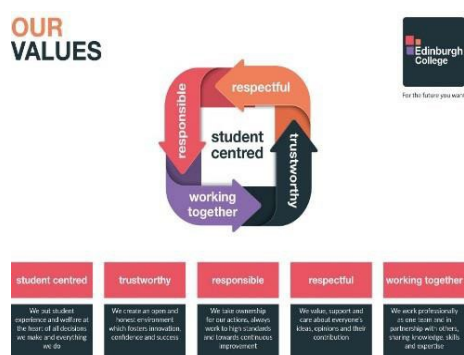 OUR
VALUES
Edinburgh
College
For the future you want
respectful
responsible
student
centred
trustworthy
working
together
student centred
trustworthy
responsible
respectful
working together
We put student
experience and welfare at
the heart of all decisions
we make and everything
we do
We create an open and
honest environment
which fosters innovation,
confidence and success
We take ownership
for our actions, always
work to high standards
and towards continuous
improvement
We value, support and
care about everyone's
ideas, opinions and their
contribution
We work professionally
as one team and in
partnership with others,
sharing knowledge, skills
and expertise